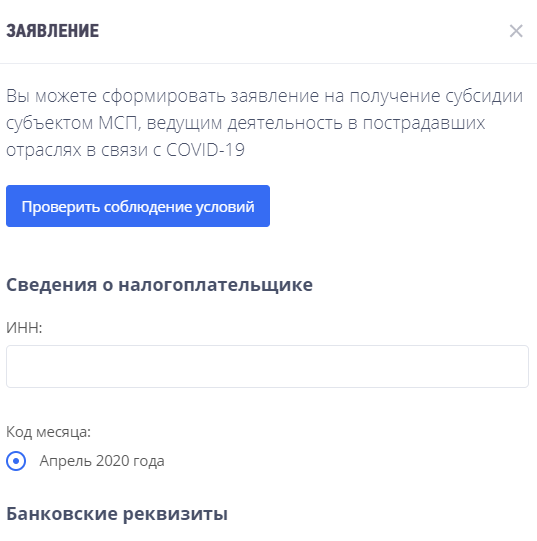 ЗАЯВЛЕНИЕ
Вы можете сформировать заявление на получение субсидии
субъектом МСП, ведущим деятельность в пострадавших
отраслях в связи с COVID-19
Проверить соблюдение условий
Сведения о налогоплательщике
ИНН:
Код месяца:
Апрель 2020 года
Банковские реквизиты